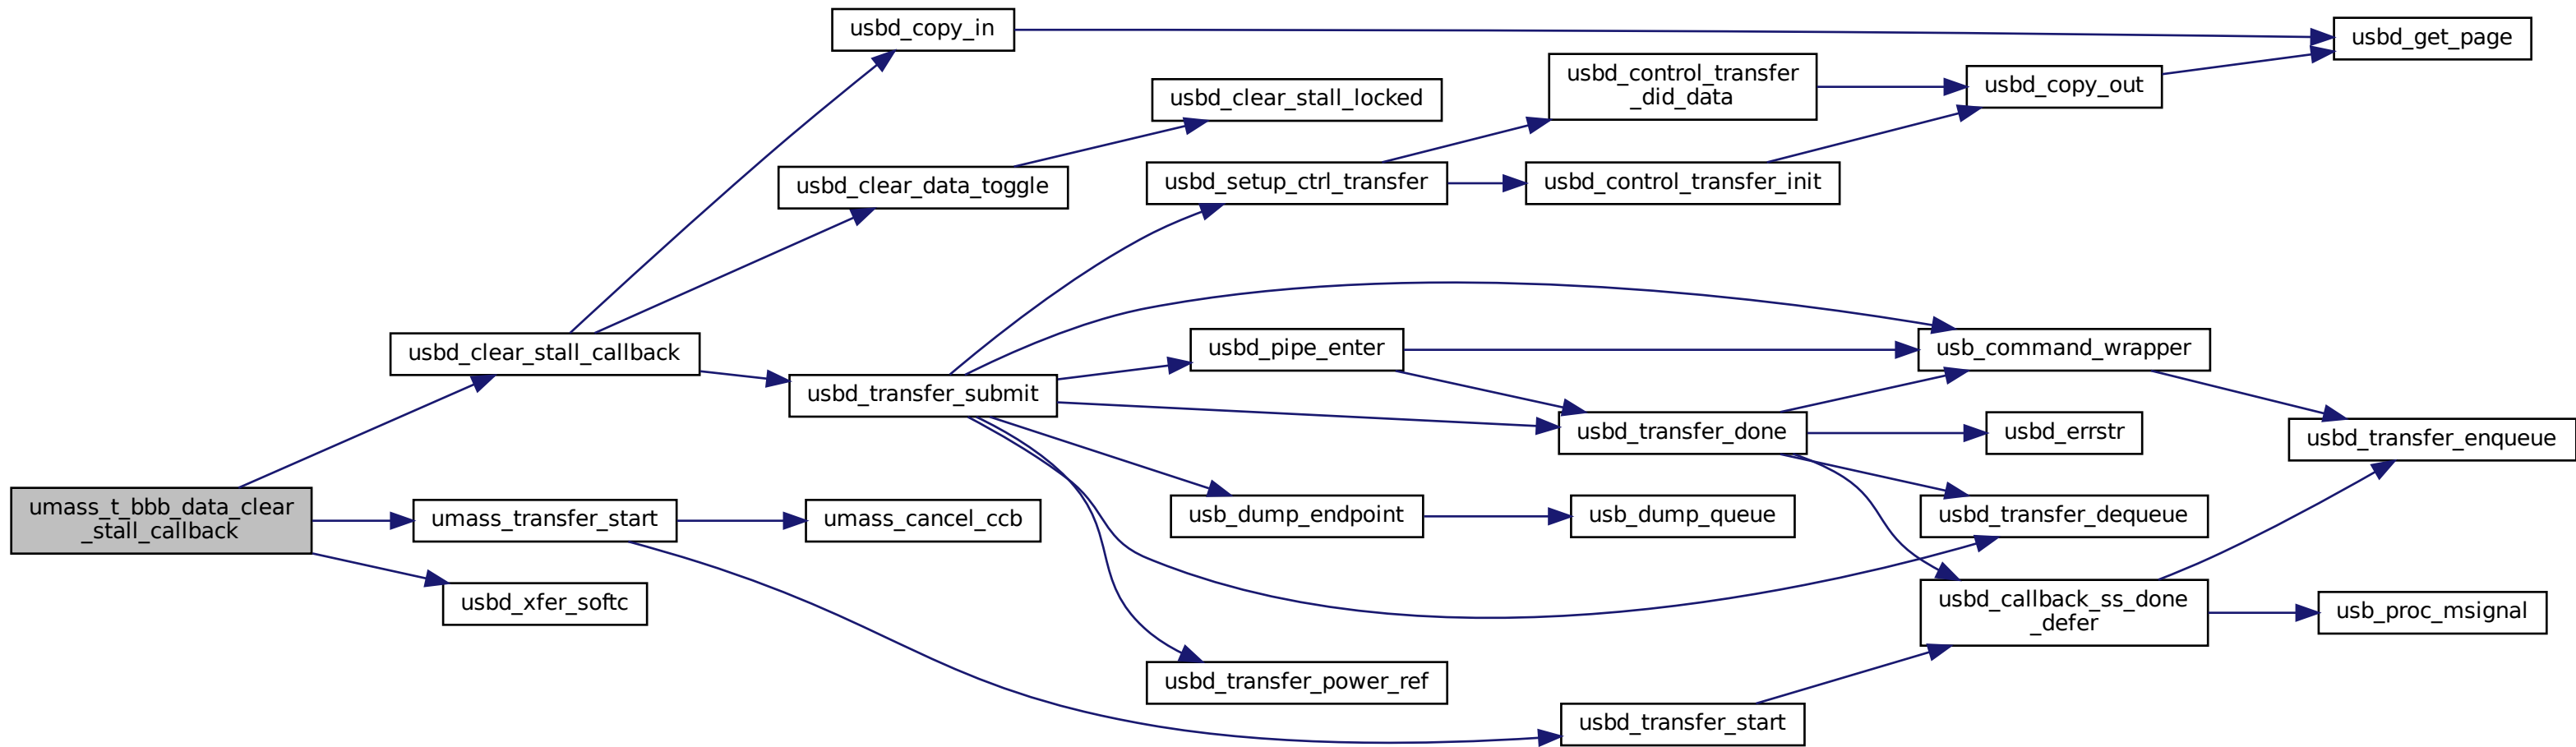 usbd_copy_in
usbd_get_page
usbd_control_transfer
_did_data
usbd_copy_out
usbd_clear_stall_locked
usbd_clear_data_toggle
usbd_setup_ctrl_transfer
usbd_control_transfer_init
usbd_clear_stall_callback
usbd_pipe_enter
usb_command_wrapper
usbd_transfer_submit
usbd_transfer_done
usbd_errstr
usbd_transfer_enqueue
umass_t_bbb_data_clear
_stall_callback
umass_transfer_start
umass_cancel_ccb
usb_dump_endpoint
usb_dump_queue
usbd_transfer_dequeue
usbd_xfer_softc
usbd_callback_ss_done
_defer
usb_proc_msignal
usbd_transfer_power_ref
usbd_transfer_start